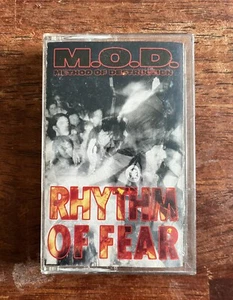 M.O.D.
METHOD OF DESTRUCTION
RHYTHM
OF FEAR